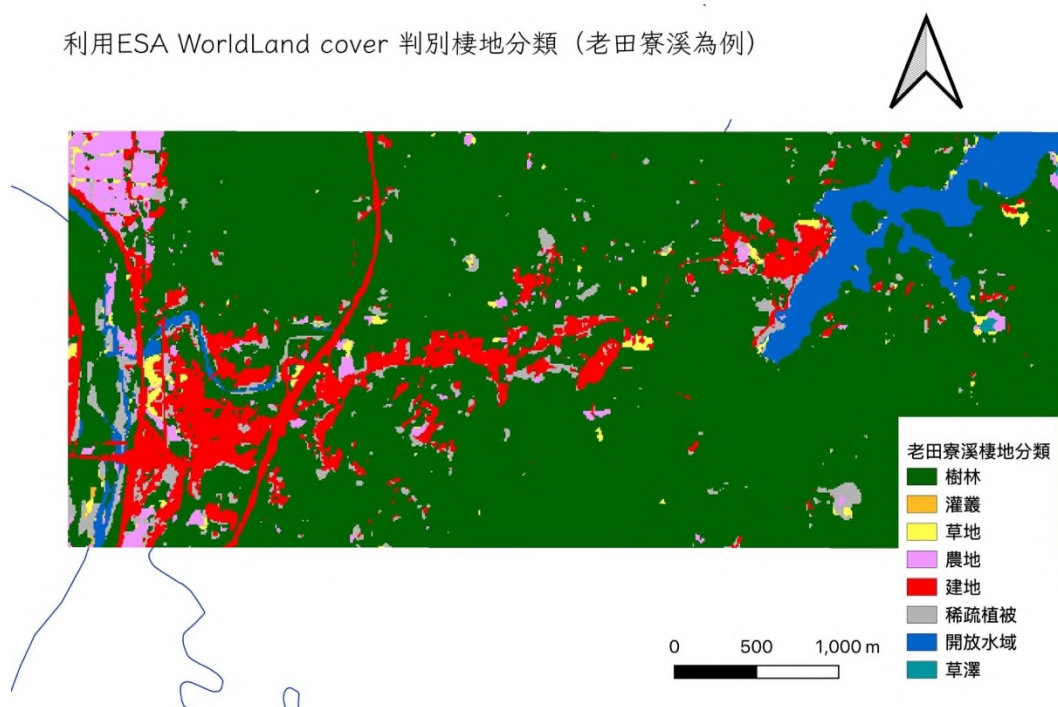 利用ESA WorldLand cover 判別棲地分類（老田寮溪為例）
老田寮溪棲地分類
樹林
灌叢
草地
農地
建地
稀疏植被
開放水域
草澤
0 500 1,000 m